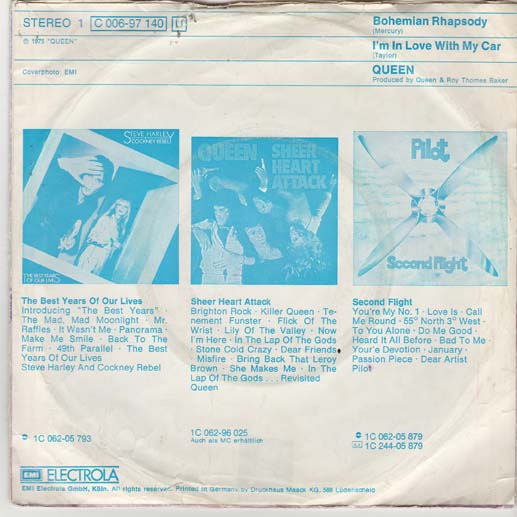 STEREO 1 C 006-97 140
℗ 1975 "QUEEN"
Coverphoto: EMI
Bohemian Rhapsody
(Mercury)
I'm In Love With My Car
(Taylor)
QUEEN
Produced by Queen & Roy Thomas Baker
STEVE HARLEY
COCKNEY REBEL
THE BEST YEARS
OF OUR LIVES
QUEEN SHEER
HEART
ATTACK
Pilot
Second Flight
The Best Years Of Our Lives
Introducing "The Best Years" ·
The Mad, Mad Moonlight · Mr.
Raffles · It Wasn't Me · Panorama ·
Make Me Smile · Back To The
Farm · 49th Parallel · The Best
Years Of Our Lives
Steve Harley And Cockney Rebel
1C 062-05 793
Sheer Heart Attack
Brighton Rock · Killer Queen · Te-
nement Funster · Flick Of The
Wrist · Lily Of The Valley · Now
I'm Here · In The Lap Of The Gods
· Stone Cold Crazy · Dear Friends
· Misfire · Bring Back That Leroy
Brown · She Makes Me · In The
Lap Of The Gods . . . Revisited
Queen
1C 062-96 025
Auch als MC erhältlich
Second Flight
You're My No. 1 · Love Is · Call
Me Round · 55° North 3° West ·
To You Alone · Do Me Good ·
Heard It All Before · Bad To Me ·
Your'e Devotion · January ·
Passion Piece · Dear Artist
Pilot
1C 062-05 879
1C 244-05 879
EMI ELECTROLA
EMI Electrola GmbH, Köln. All rights reserved. Printed in Germany by Druckhaus Maack KG, 588 Lüdenscheid